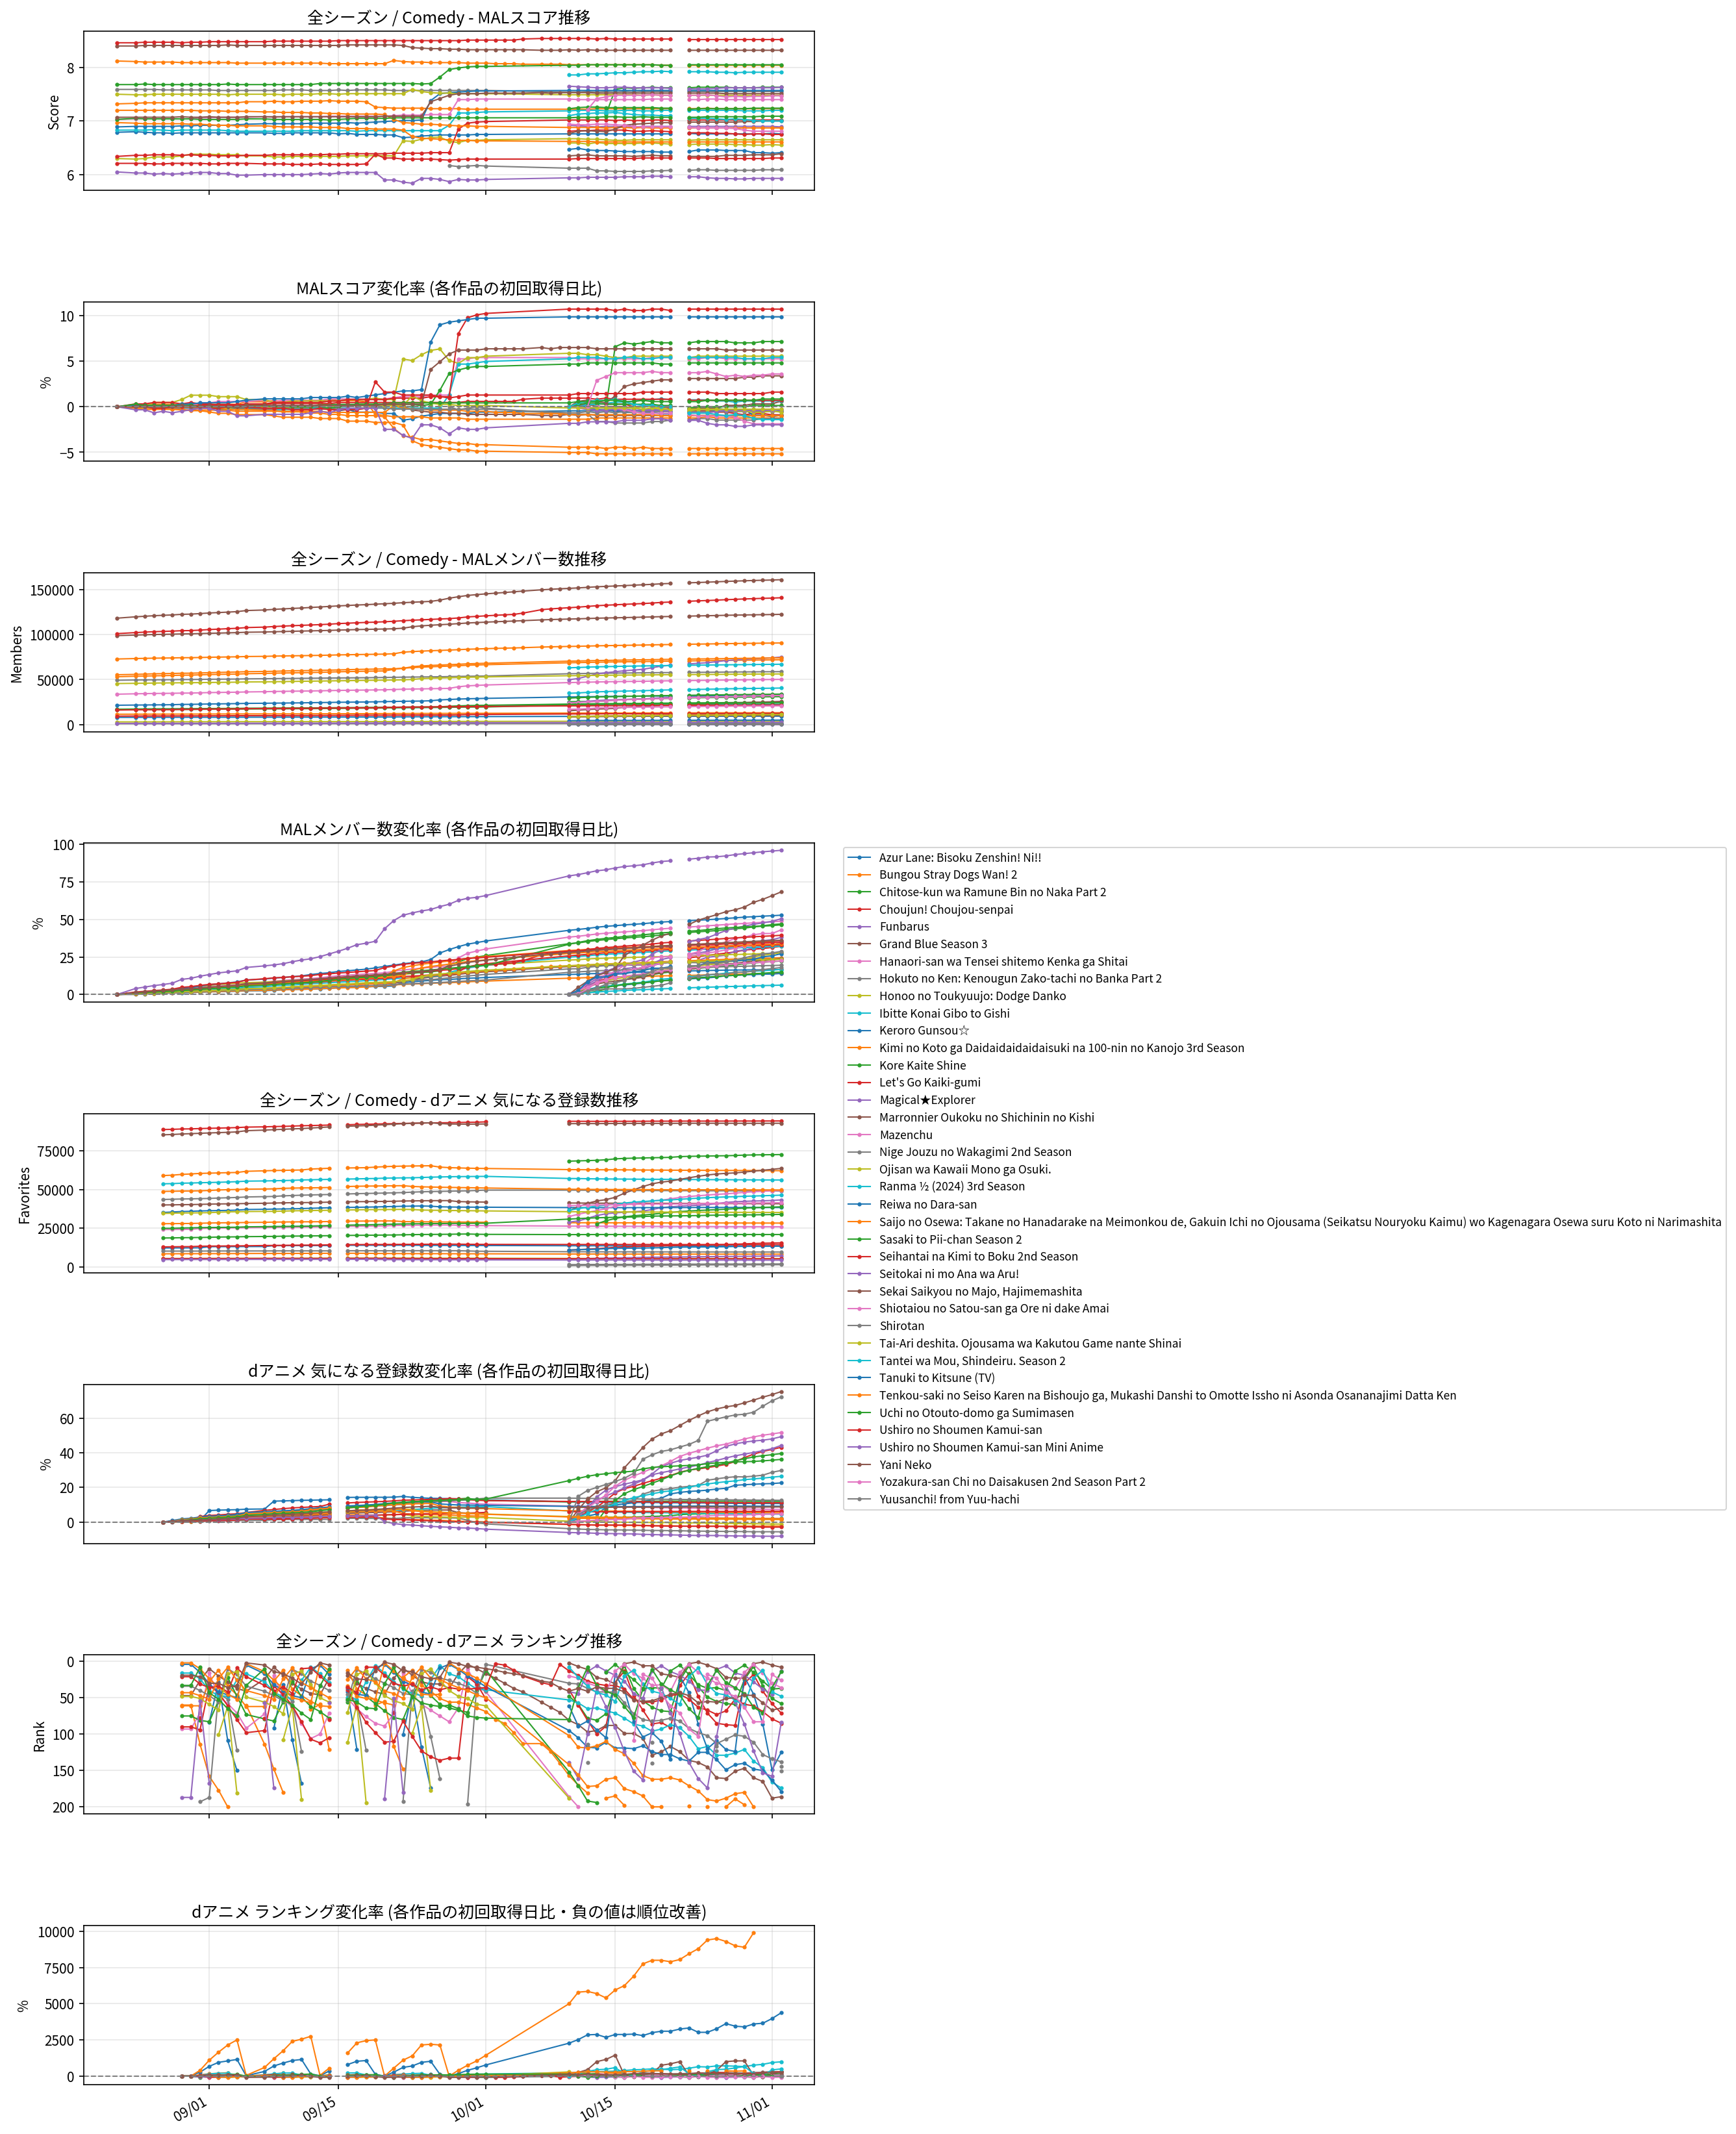 全シーズン / Comedy - MALスコア推移
8
7
6
Score
MALスコア変化率 (各作品の初回取得日比)
10
5
0
−5
%
全シーズン / Comedy - MALメンバー数推移
150000
100000
50000
0
Members
MALメンバー数変化率 (各作品の初回取得日比)
100
75
50
25
0
%
Azur Lane: Bisoku Zenshin! Ni!!
Bungou Stray Dogs Wan! 2
Chitose-kun wa Ramune Bin no Naka Part 2
Choujun! Choujou-senpai
Funbarus
Grand Blue Season 3
Hanaori-san wa Tensei shitemo Kenka ga Shitai
Hokuto no Ken: Kenougun Zako-tachi no Banka Part 2
Honoo no Toukyuujo: Dodge Danko
Ibitte Konai Gibo to Gishi
Keroro Gunsou☆
Kimi no Koto ga Daidaidaidaidaisuki na 100-nin no Kanojo 3rd Season
Kore Kaite Shine
Let's Go Kaiki-gumi
Magical★Explorer
Marronnier Oukoku no Shichinin no Kishi
Mazenchu
Nige Jouzu no Wakagimi 2nd Season
Ojisan wa Kawaii Mono ga Osuki.
Ranma ½ (2024) 3rd Season
Reiwa no Dara-san
Saijo no Osewa: Takane no Hanadarake na Meimonkou de, Gakuin Ichi no Ojousama (Seikatsu Nouryoku Kaimu) wo Kagenagara Osewa suru Koto ni Narimashita
Sasaki to Pii-chan Season 2
Seihantai na Kimi to Boku 2nd Season
Seitokai ni mo Ana wa Aru!
Sekai Saikyou no Majo, Hajimemashita
Shiotaiou no Satou-san ga Ore ni dake Amai
Shirotan
Tai-Ari deshita. Ojousama wa Kakutou Game nante Shinai
Tantei wa Mou, Shindeiru. Season 2
Tanuki to Kitsune (TV)
Tenkou-saki no Seiso Karen na Bishoujo ga, Mukashi Danshi to Omotte Issho ni Asonda Osananajimi Datta Ken
Uchi no Otouto-domo ga Sumimasen
Ushiro no Shoumen Kamui-san
Ushiro no Shoumen Kamui-san Mini Anime
Yani Neko
Yozakura-san Chi no Daisakusen 2nd Season Part 2
Yuusanchi! from Yuu-hachi
全シーズン / Comedy - dアニメ 気になる登録数推移
75000
50000
25000
0
Favorites
dアニメ 気になる登録数変化率 (各作品の初回取得日比)
60
40
20
0
%
全シーズン / Comedy - dアニメ ランキング推移
0
50
100
150
200
Rank
dアニメ ランキング変化率 (各作品の初回取得日比・負の値は順位改善)
10000
7500
5000
2500
0
%
09/01
09/15
10/01
10/15
11/01